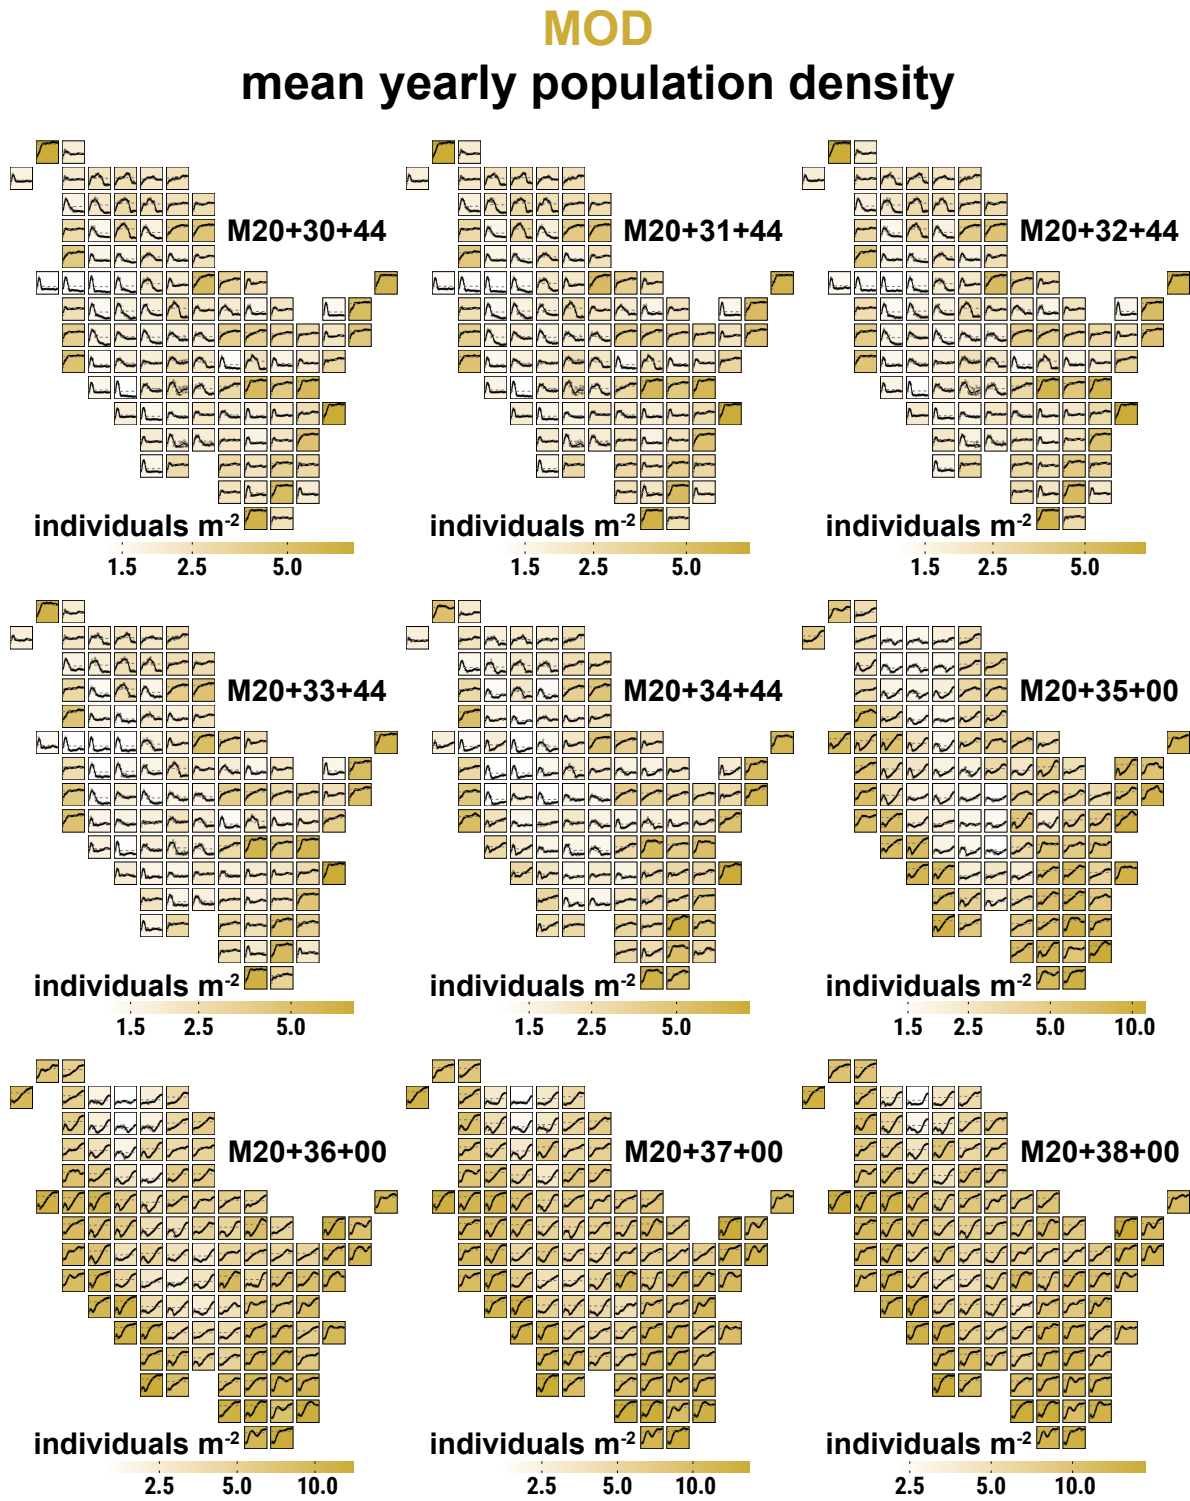 MOD
mean yearly population density
M20+30+44
M20+31+44
M20+32+44
individuals m-2
individuals m-2
individuals m-2
1.5 2.5 5.0
1.5 2.5 5.0
1.5 2.5 5.0
M20+33+44
M20+34+44
M20+35+00
individuals m-2
individuals m-2
individuals m-2
1.5 2.5 5.0
1.5 2.5 5.0
1.5 2.5 5.0 10.0
M20+36+00
M20+37+00
M20+38+00
individuals m-2
individuals m-2
individuals m-2
2.5 5.0 10.0
2.5 5.0 10.0
2.5 5.0 10.0